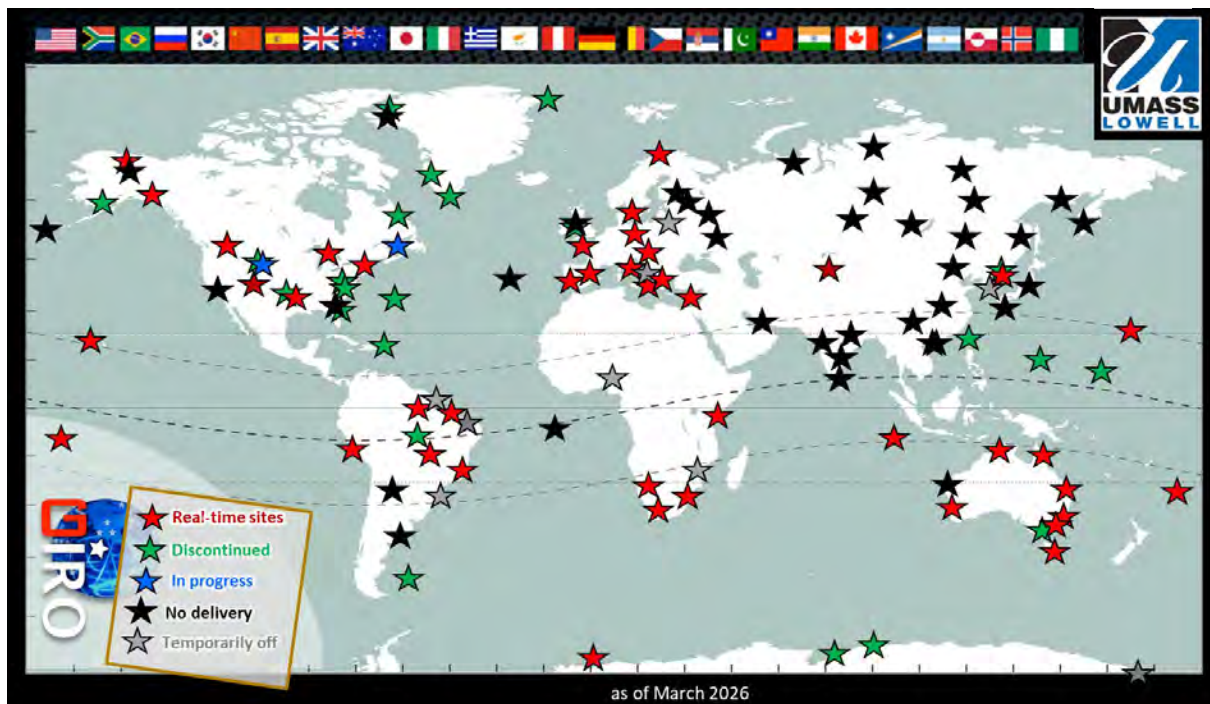 UMASS
LOWELL
GIRO
Real-time sites
Discontinued
In progress
No delivery
Temporarily off
as of March 2026